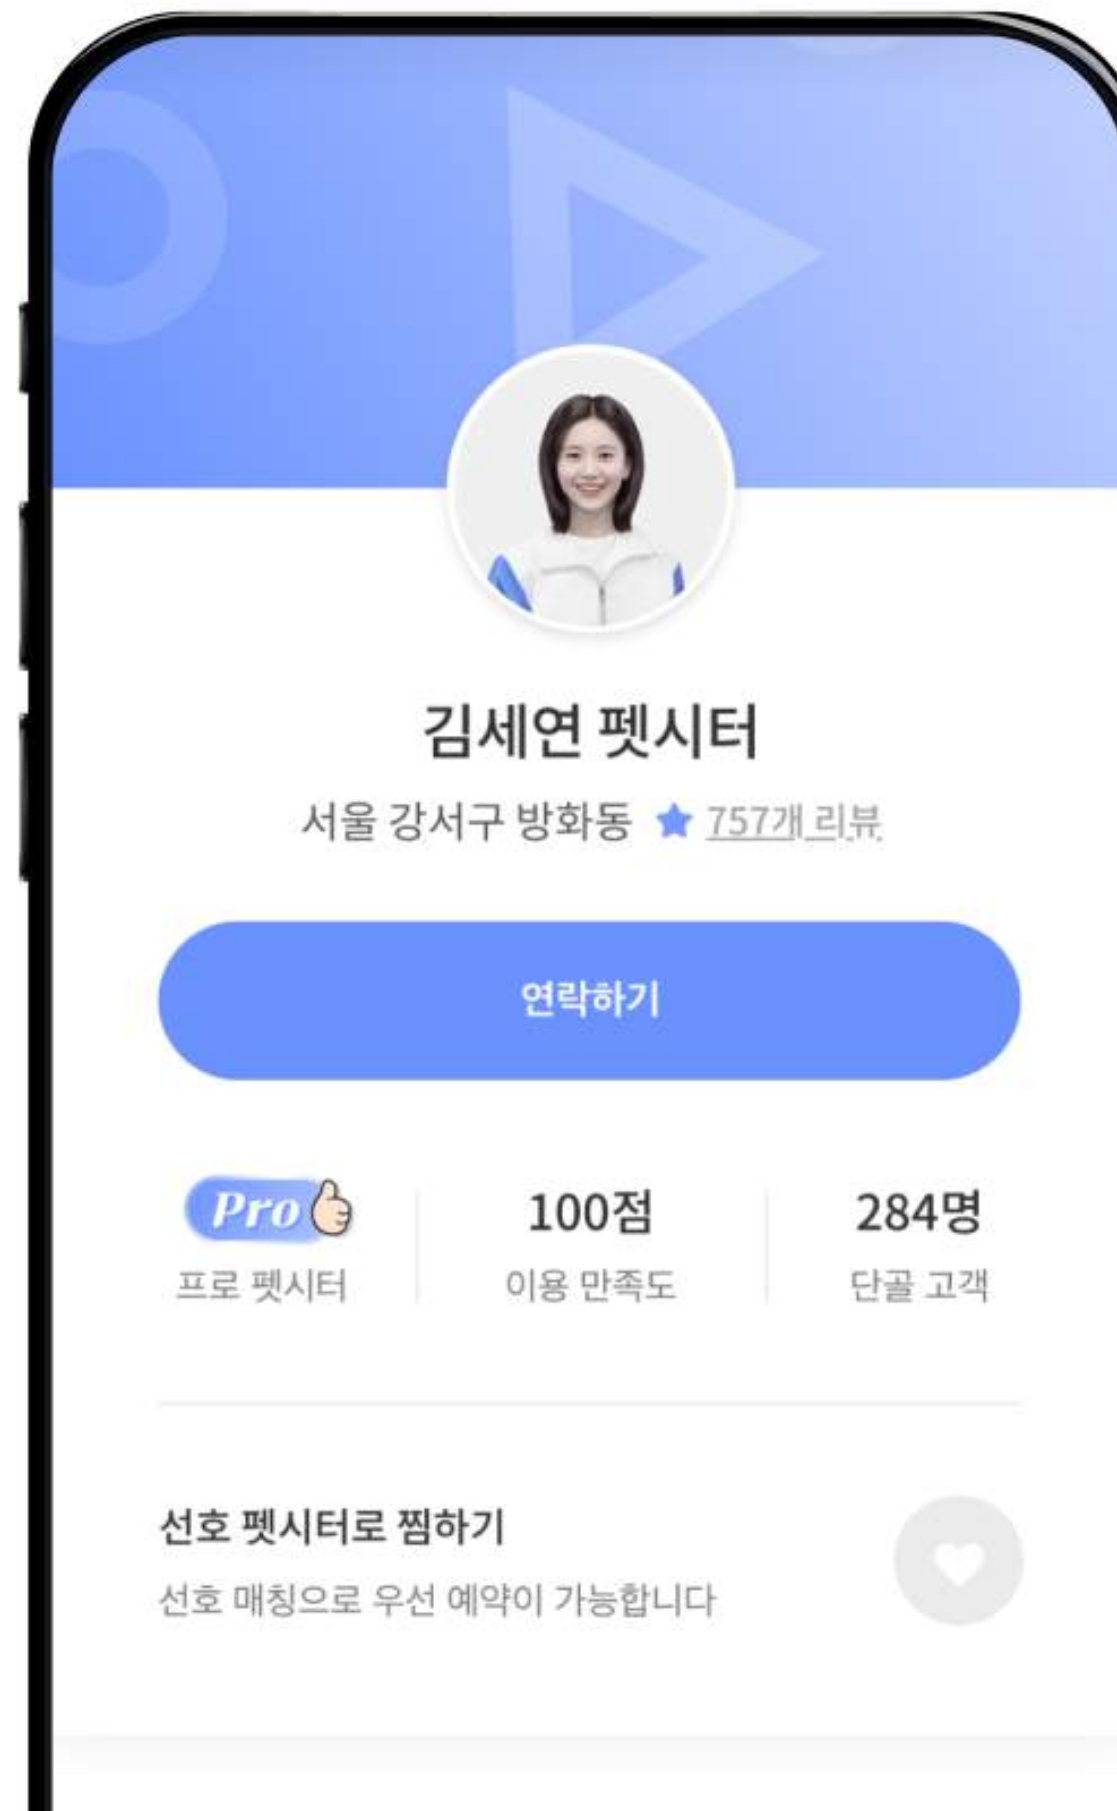 김세연 펫시터
서울 강서구 방화동 757개 리뷰
연락하기
Pro 100점 284명
프로 펫시터 이용 만족도 단골 고객
선호 펫시터로 찜하기
선호 매칭으로 우선 예약이 가능합니다